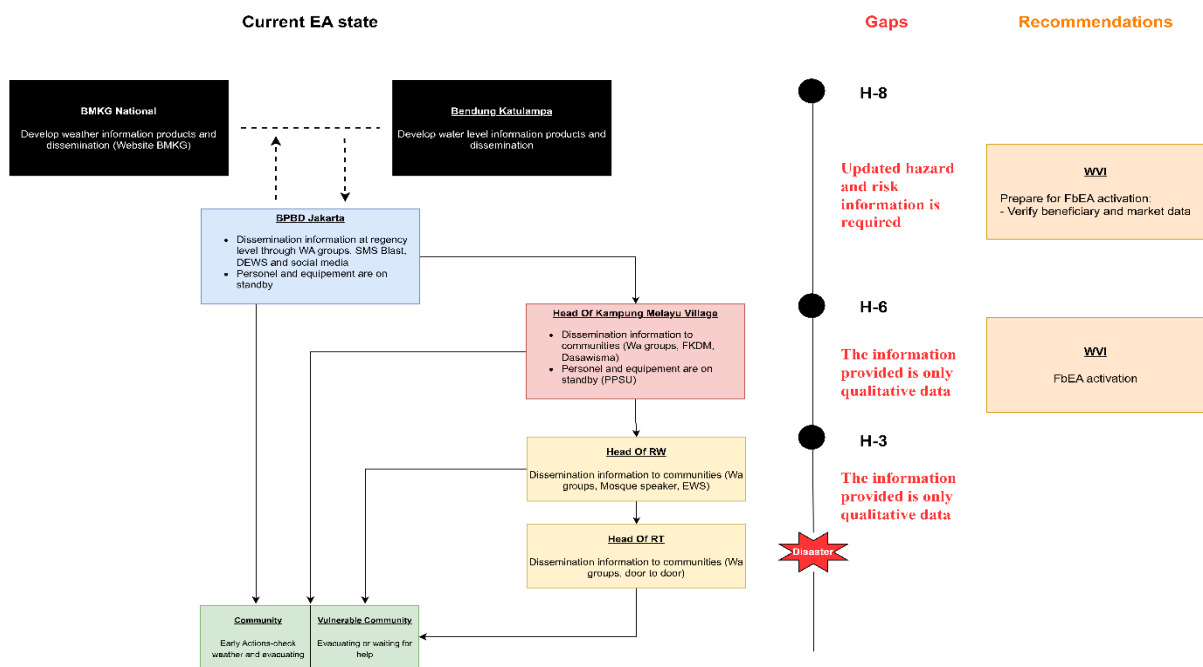 Current EA state
Gaps
Recommendations
BMKG National
Develop weather information products and
dissemination (Website BMKG)
Bendung Katulampa
Develop water level information products and
dissemination
H-8
Updated hazard
and risk
information is
required
WVI
Prepare for FbEA activation:
- Verify beneficiary and market data
BPBD Jakarta
• Dissemination information at regency
level through WA groups. SMS Blast,
DEWS and social media
• Personel and equipement are on
standby
H-6
Head Of Kampung Melayu Village
• Dissemination information to
communities (Wa groups, FKDM,
Dasawisma)
• Personel and equipement are on
standby (PPSU)
The information
provided is only
qualitative data
WVI
FbEA activation
H-3
Head Of RW
Dissemination information to communities (Wa
groups, Mosque speaker, EWS)
The information
provided is only
qualitative data
Head Of RT
Dissemination information to communities (Wa
groups, door to door)
Disaster
Community
Early Actions-check
weather and evacuating
Vulnerable Community
Evacuating or waiting for
help